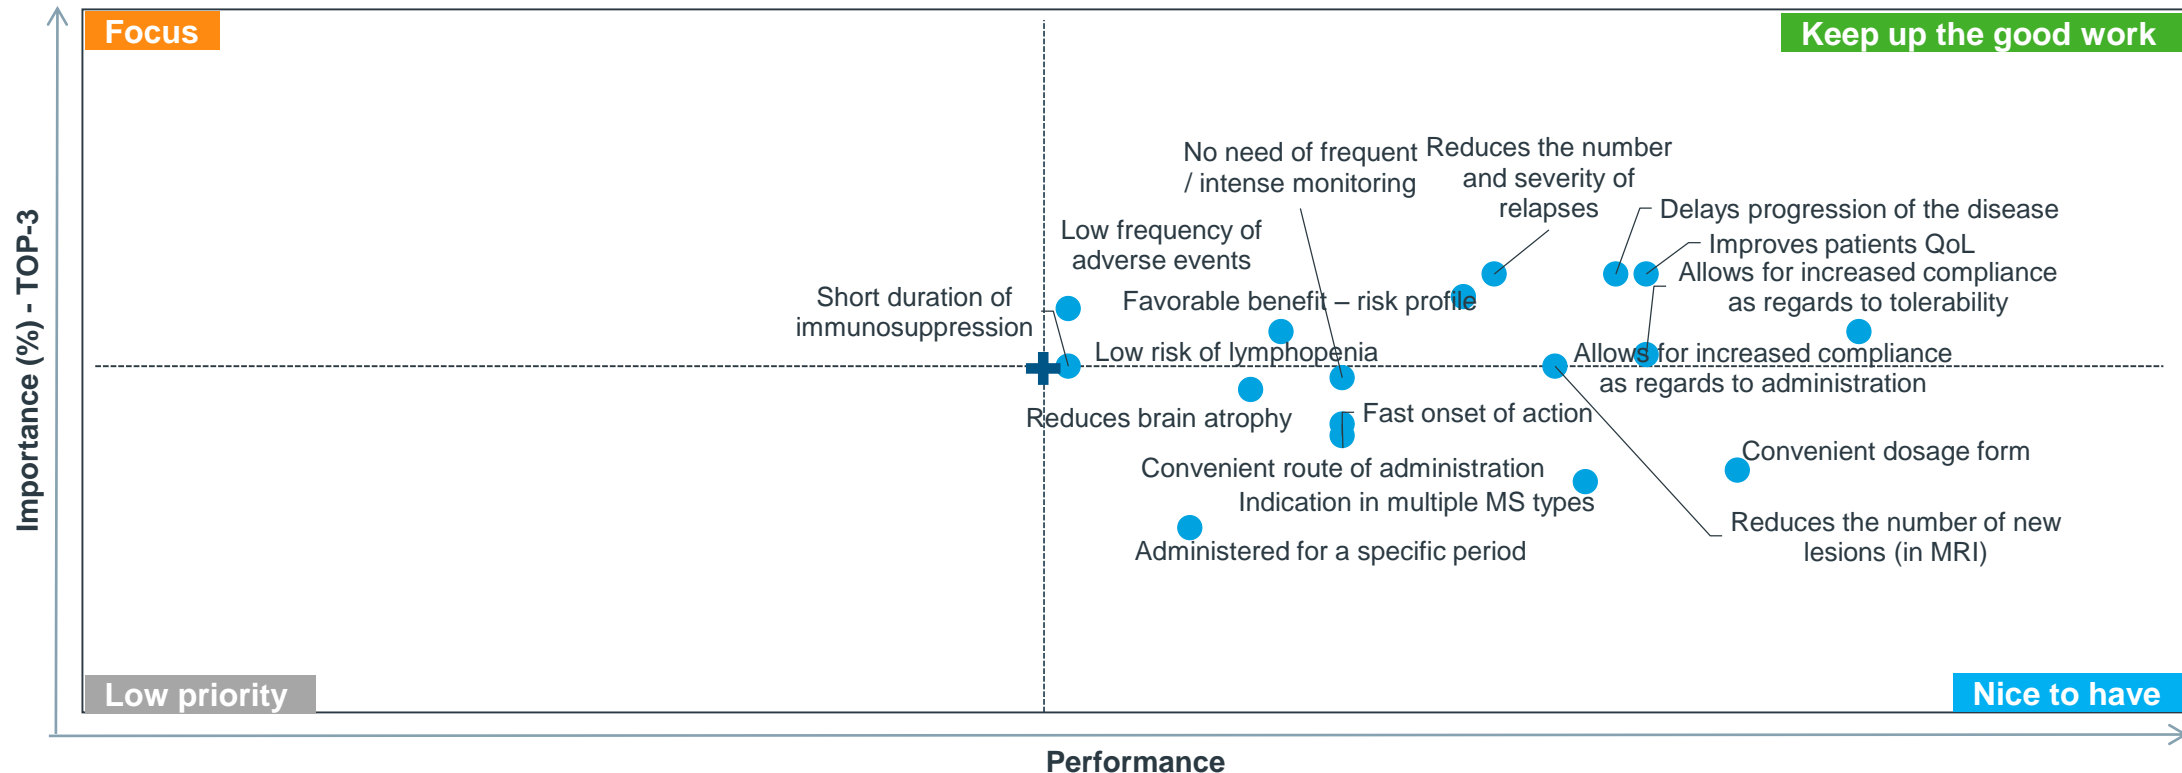 Focus
Keep up the good work
No need of frequent
/ intense monitoring
Reduces the number
and severity of
relapses
Delays progression of the disease
Low frequency of
adverse events
Improves patients QoL
Allows for increased compliance
as regards to tolerability
Short duration of
immunosuppression
Favorable benefit – risk profile
Low risk of lymphopenia
Allows for increased compliance
as regards to administration
Reduces brain atrophy
Fast onset of action
Convenient dosage form
Convenient route of administration
Indication in multiple MS types
Reduces the number of new
lesions (in MRI)
Administered for a specific period
Importance (%) - TOP-3
Low priority
Nice to have
Performance